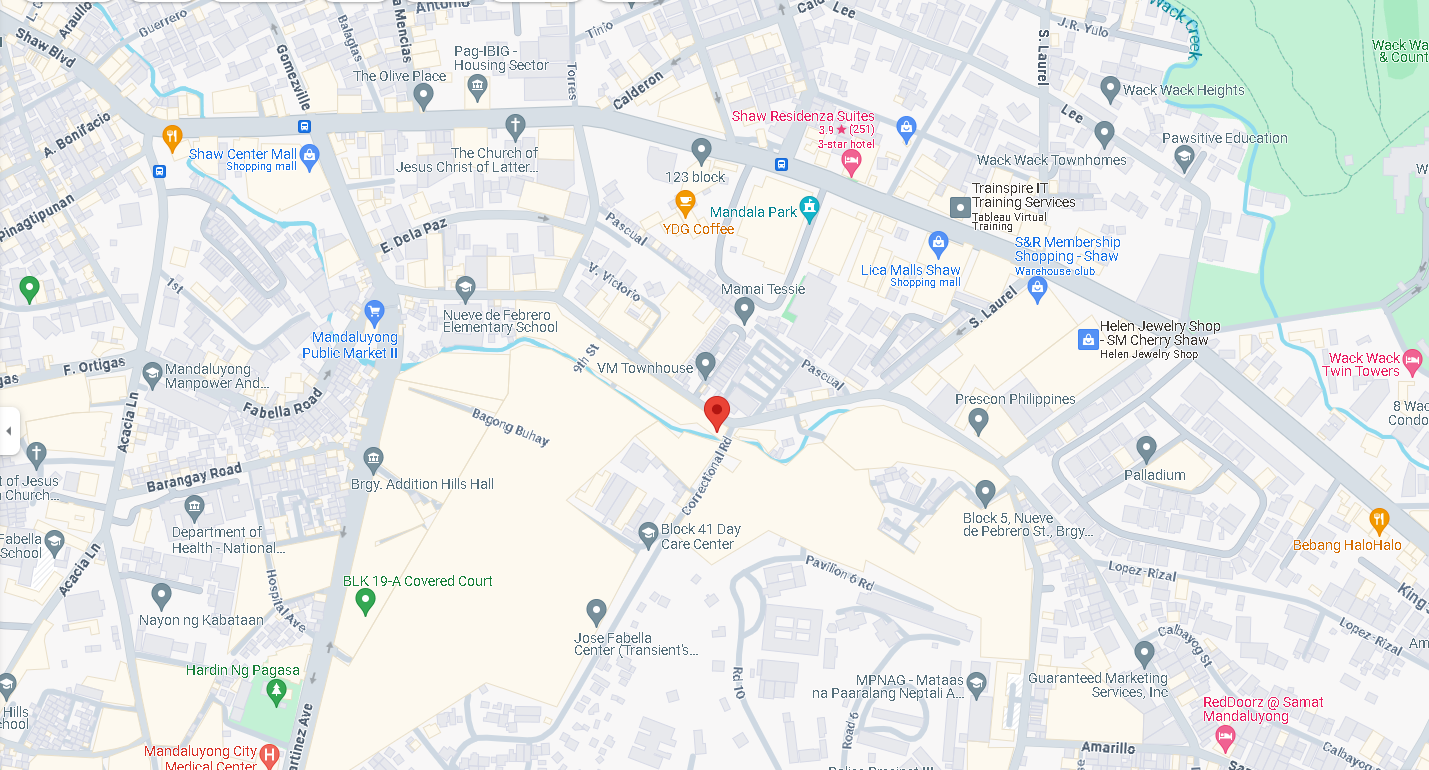 Araullo
Guerrero
Antonio
Lee
Shaw Blvd
Gomezville
Balagtas
Tinio
J.R. Yulo
Wack Wack
Creek
S. Laurel
Pag-IBIG -
Housing Sector
The Olive Place
Torres
Calderon
Wack Wack Heights
A. Bonifacio
Shaw Residenza Suites
3.9 ★ (251)
3-star hotel
Lee
Shaw Center Mall
Shopping mall
The Church of
Jesus Christ of Latter...
123 block
Wack Wack Townhomes
Pawsitive Education
Pinagtipunan
E. Dela Paz
Pascual
YDG Coffee
Mandala Park
Trainspire IT
Training Services
Tableau Virtual
Training
1st
V. Victorio
Lica Malls Shaw
Shopping mall
S&R Membership
Shopping - Shaw
Warehouse club
Mandaluyong
Public Market II
Nueve de Febrero
Elementary School
Mamai Tessie
S. Laurel
Helen Jewelry Shop
- SM Cherry Shaw
Helen Jewelry Shop
F. Ortigas
Mandaluyong
Manpower And...
9th St
VM Townhouse
Pascual
Wack Wack
Twin Towers
Acacia Ln
Fabella Road
Bagong Buhay
Prescon Philippines
8 Wac
Condo
t of Jesus
Church...
Barangay Road
Brgy. Addition Hills Hall
Correctional Rd
Palladium
Department of
Health - National...
Fabella
School
Block 41 Day
Care Center
Block 5, Nueve
de Pebrero St., Brgy...
Bebang HaloHalo
Acacia Ln
Hospital Ave
BLK 19-A Covered Court
Pavilion 6 Rd
Lopez-Rizal
King
Nayon ng Kabataan
Jose Fabella
Center (Transient's...
Calbayog St
Lopez-Rizal
Hardin Ng Pagasa
Rd 10
MPNAG - Mataas
na Paaralang Neptali A...
Guaranteed Marketing
Services, Inc
Hills
chool
Road 6
RedDoorz @ Samat
Mandaluyong
Mandaluyong City
Medical Center
artinez Ave
Amarillo
Calbayog